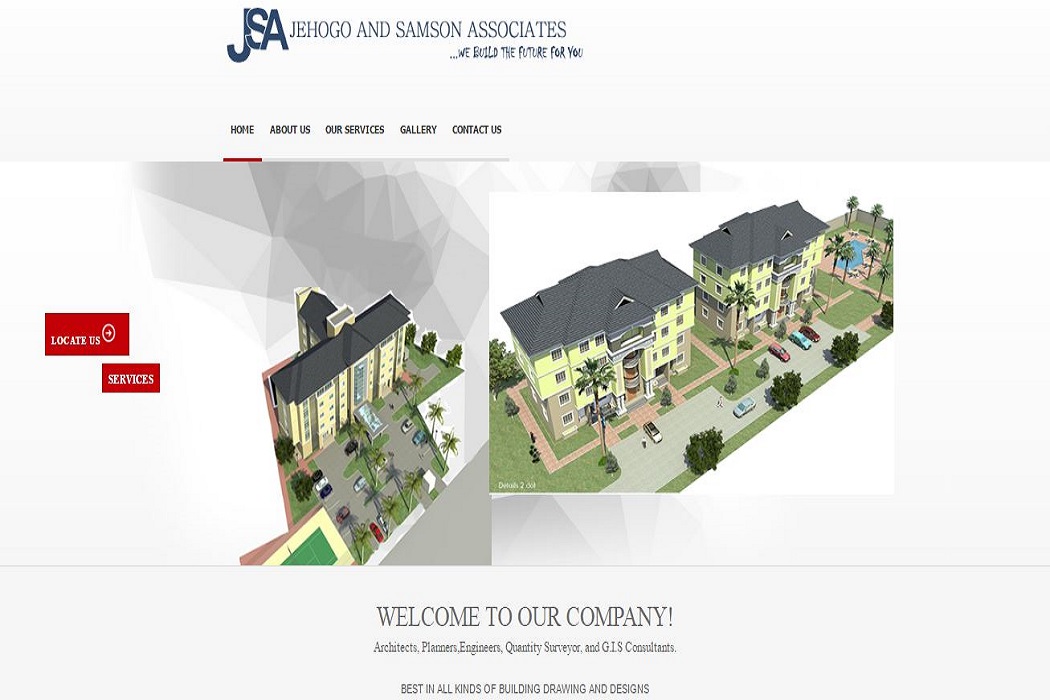 JSA JEHOGO AND SAMSON ASSOCIATES
...WE BUILD THE FUTURE FOR YOU
HOME ABOUT US OUR SERVICES GALLERY CONTACT US
LOCATE US
SERVICES
Details 2.dot
WELCOME TO OUR COMPANY!
Architects, Planners,Engineers, Quantity Surveyor, and G.I.S Consultants.
BEST IN ALL KINDS OF BUILDING DRAWING AND DESIGNS